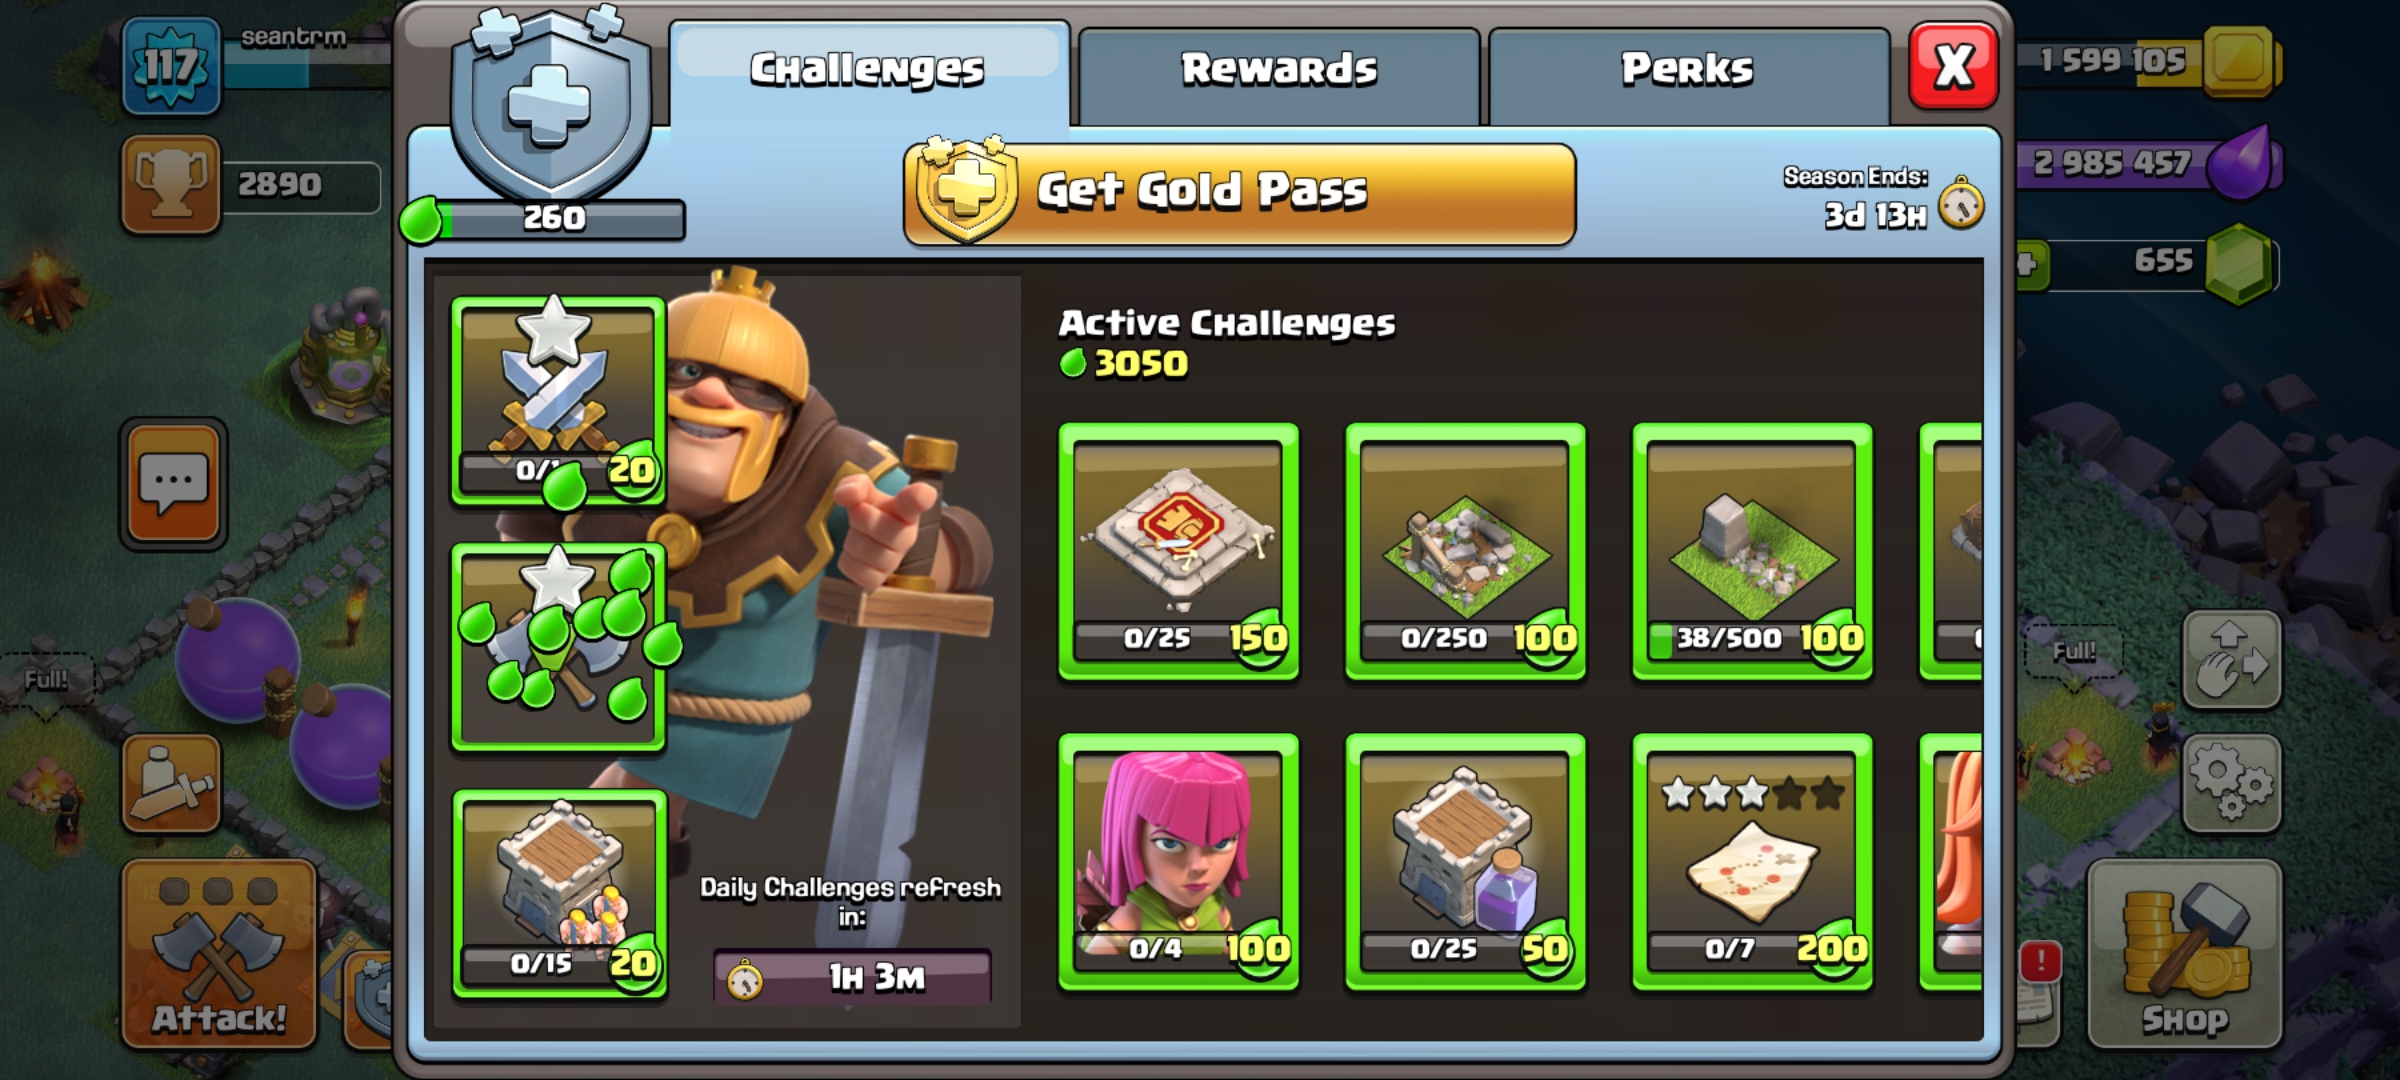 117
seantrm
2890
Challenges
Rewards
Perks
X
1 599 105
2 985 457
655
260
Get Gold Pass
Season Ends:
3d 13H
Active Challenges
3050
20
0/25
150
0/250
100
38/500
100
0/4
100
0/25
50
0/7
200
0/15
20
Daily Challenges refresh
in:
1H 3M
Full!
Full!
Attack!
!
Shop